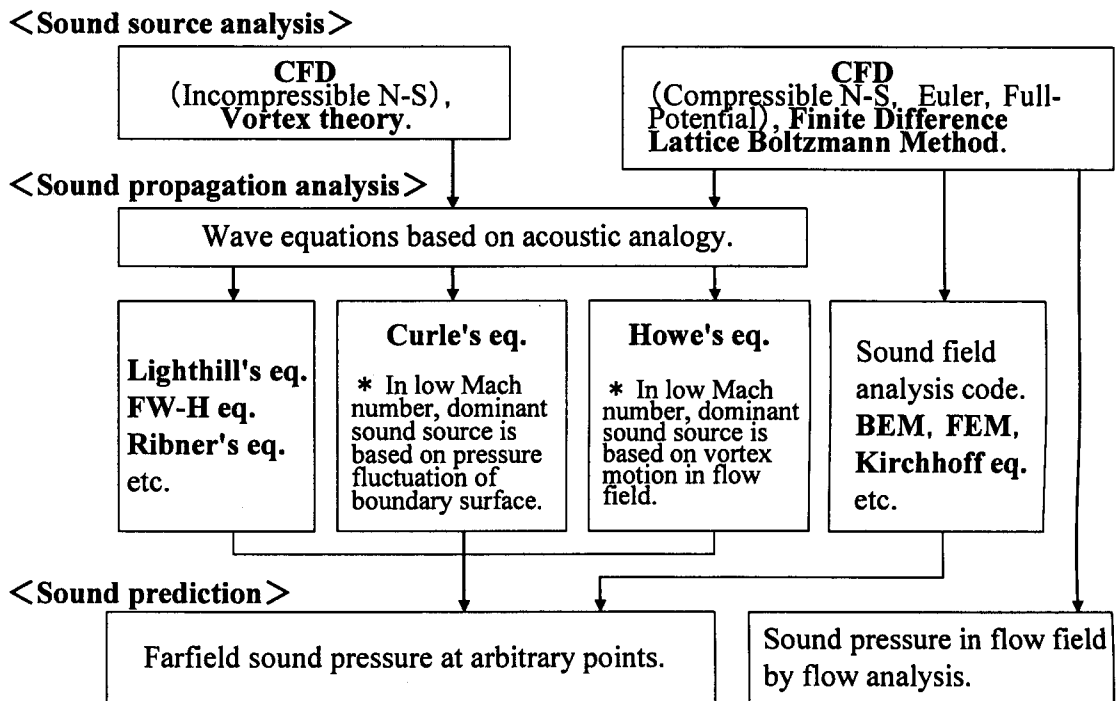 <Sound source analysis>
CFD
(Incompressible N-S),
Vortex theory.
CFD
(Compressible N-S, Euler, Full-
Potential), Finite Difference
Lattice Boltzmann Method.
<Sound propagation analysis>
Wave equations based on acoustic analogy.
Lighthill's eq.
FW-H eq.
Ribner's eq.
etc.
Curle's eq.
* In low Mach
number, dominant
sound source is
based on pressure
fluctuation of
boundary surface.
Howe's eq.
* In low Mach
number, dominant
sound source is
based on vortex
motion in flow
field.
Sound field
analysis code.
BEM, FEM,
Kirchhoff eq.
etc.
<Sound prediction>
Farfield sound pressure at arbitrary points.
Sound pressure in flow field
by flow analysis.